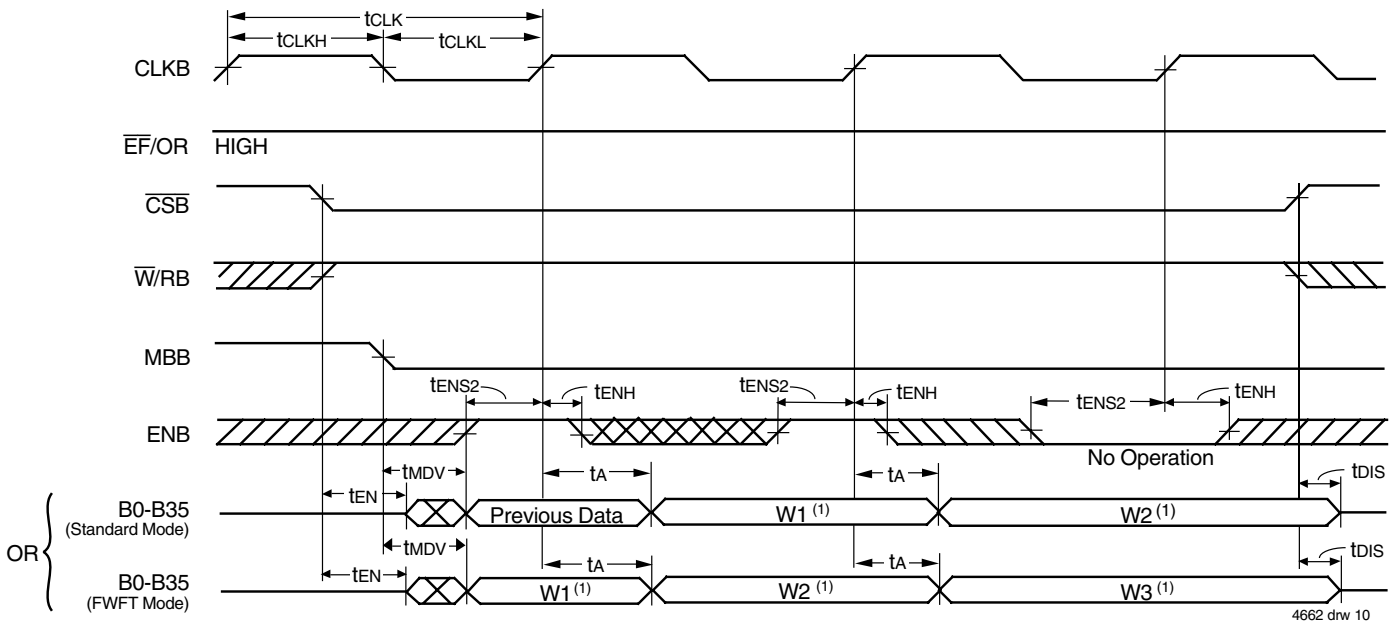 tCLK
tCLKH tCLKL
CLKB
EF/OR HIGH
CSB
W/RB
MBB
tENS2 tENH tENS2 tENH tENS2 tENH
ENB
No Operation
tMDV tA tA
tEN tDIS
B0-B35 Previous Data W1 (1) W2 (1)
(Standard Mode)
OR
tMDV
tEN tA tA tDIS
B0-B35 W1 (1) W2 (1) W3 (1)
(FWFT Mode)
4662 drw 10